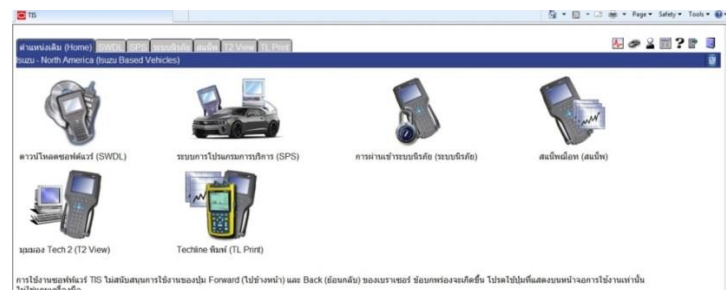 TIS
Page Safety Tools
ตำแหน่งเดิม (Home) SWDL SPS ระบบนิรภัย สแน็พ T2 View TL Print
Isuzu - North America (Isuzu Based Vehicles)
ดาวน์โหลดซอฟต์แวร์ (SWDL)
ระบบการโปรแกรมการบริการ (SPS)
การผ่านเข้าระบบนิรภัย (ระบบนิรภัย)
สแน็พฌ็อท (สแน็พ)
มุมมอง Tech 2 (T2 View)
Techline พิมพ์ (TL Print)
การใช้งานซอฟต์แวร์ TIS ไม่สนับสนุนการใช้งานของปุ่ม Forward (ไปข้างหน้า) และ Back (ย้อนกลับ) ของเบราเซอร์ ข้อบกพร่องจะเกิดขึ้น โปรดใช้ปุ่มที่แสดงบนหน้าจอการใช้งานเท่านั้น